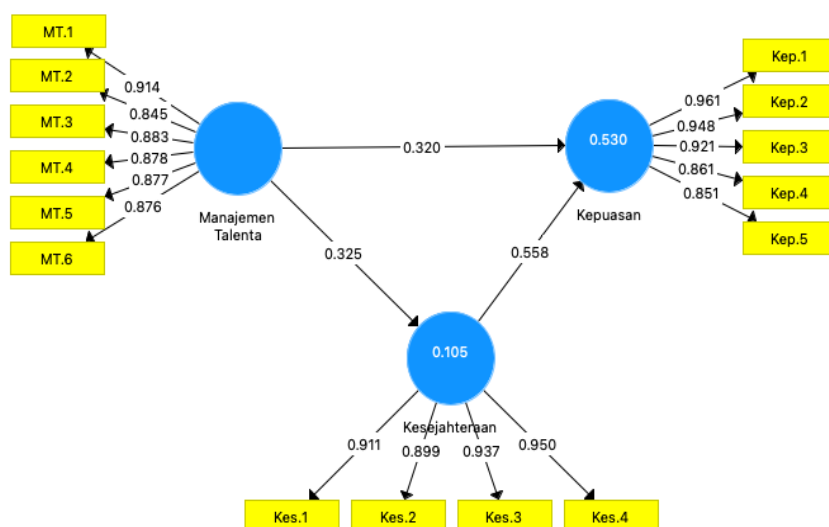 MT.1
MT.2
MT.3
MT.4
MT.5
MT.6
0.914
0.845
0.883
0.878
0.877
0.876
Manajemen
Talenta
0.320
0.325
0.530
Kepuasan
0.961
0.948
0.921
0.861
0.851
Kep.1
Kep.2
Kep.3
Kep.4
Kep.5
0.558
0.105
Kesejahteraan
0.911
0.899
0.937
0.950
Kes.1
Kes.2
Kes.3
Kes.4